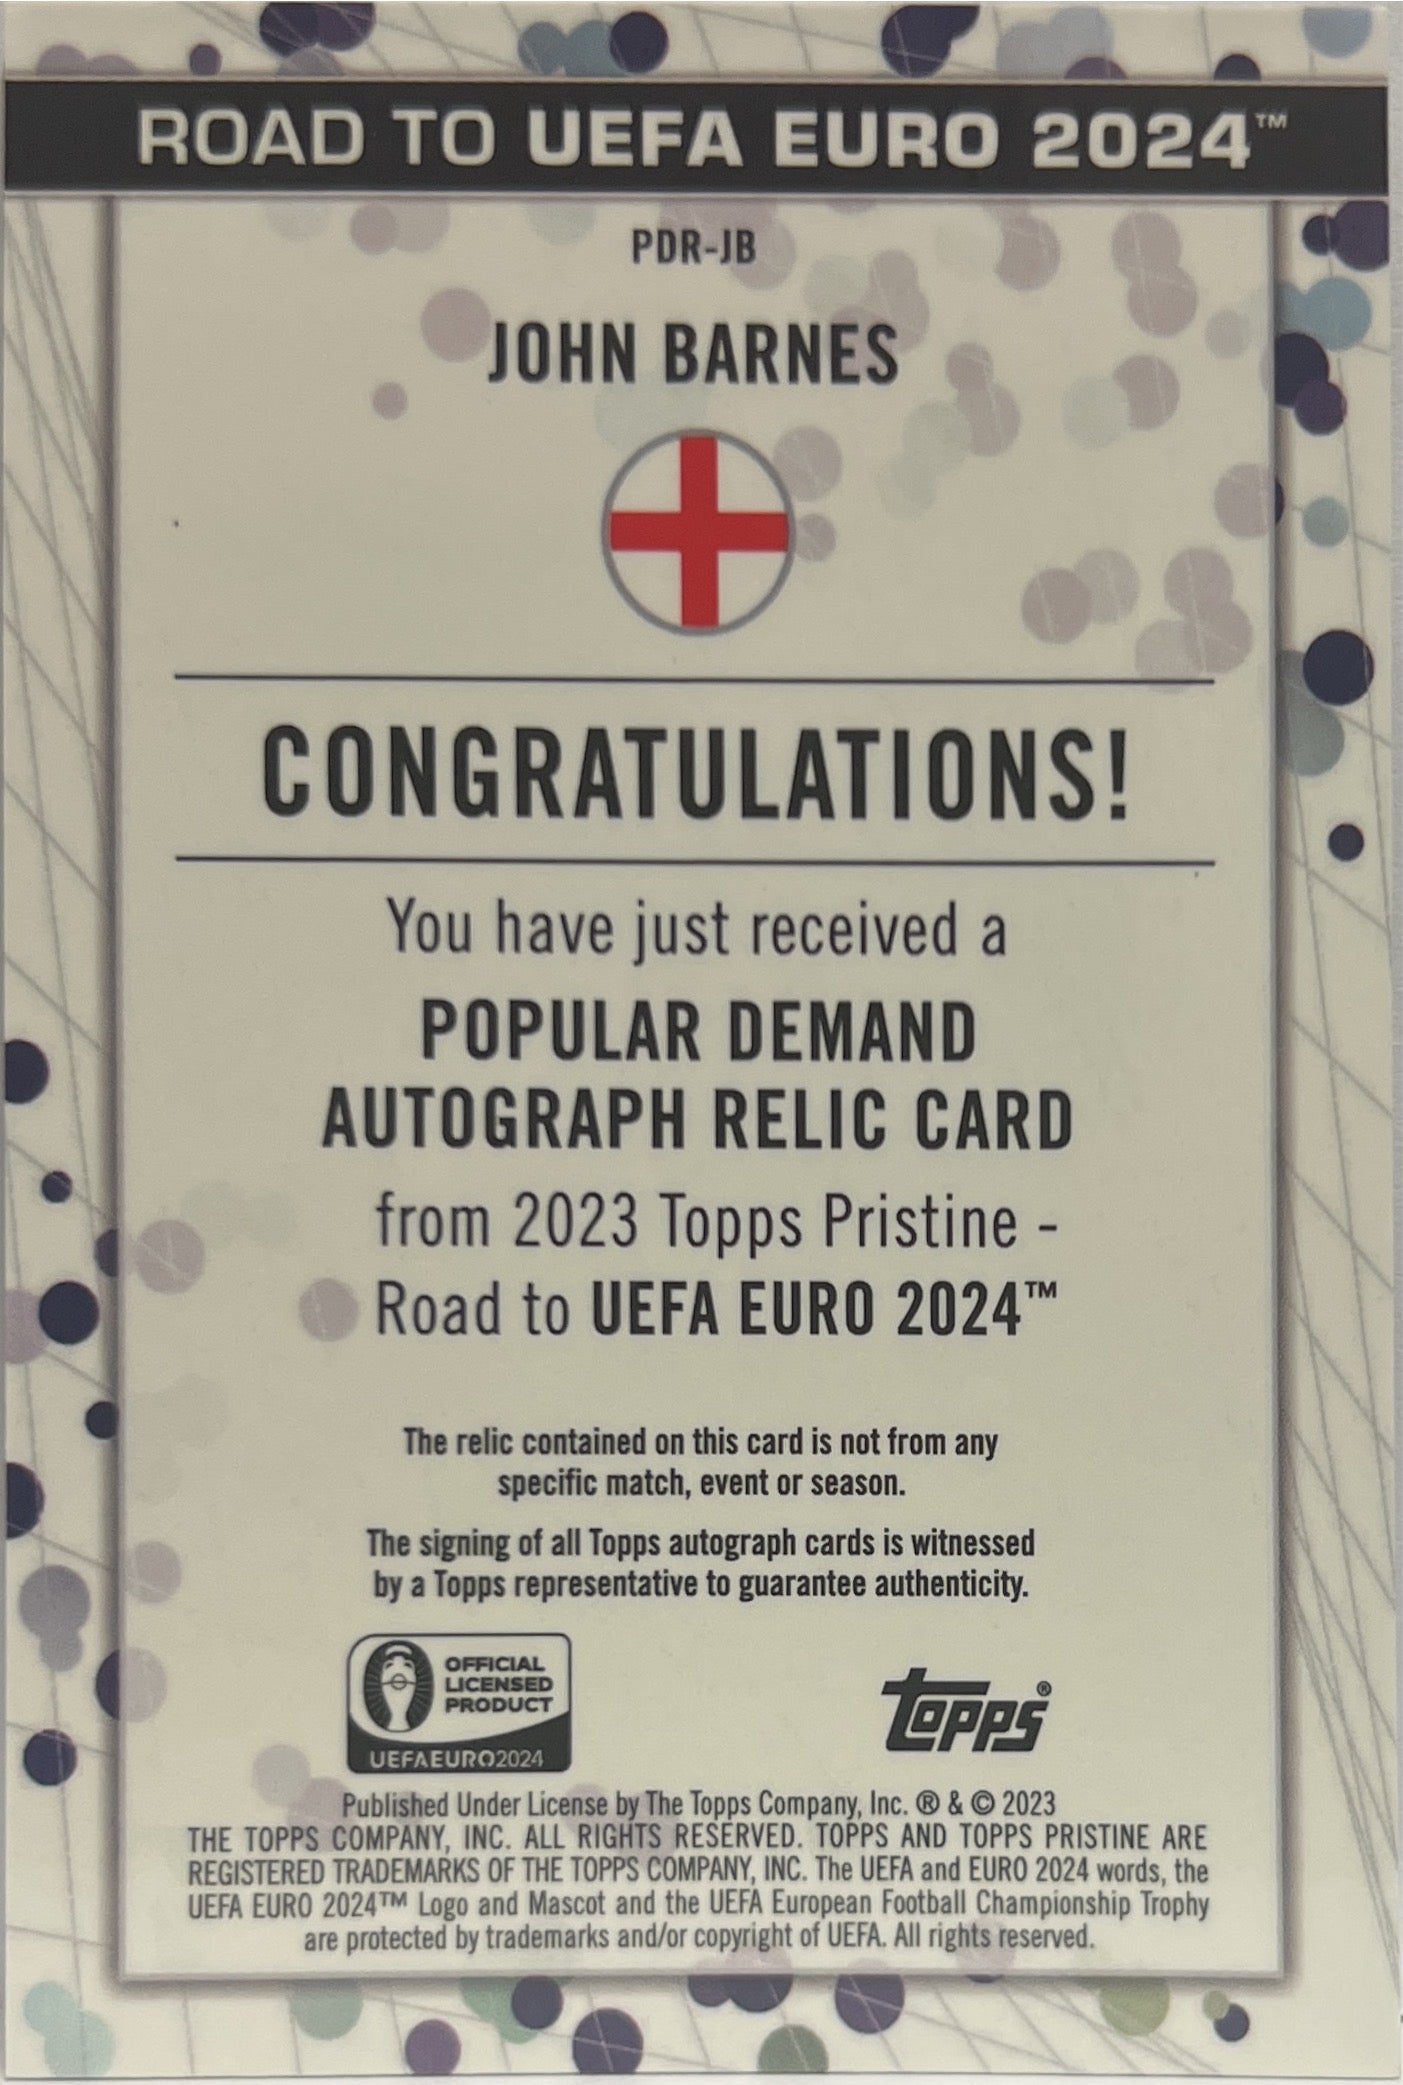 ROAD TO UEFA EURO 2024™
PDR-JB
JOHN BARNES
CONGRATULATIONS!
You have just received a
POPULAR DEMAND
AUTOGRAPH RELIC CARD
from 2023 Topps Pristine -
Road to UEFA EURO 2024™
The relic contained on this card is not from any
specific match, event or season.
The signing of all Topps autograph cards is witnessed
by a Topps representative to guarantee authenticity.
OFFICIAL
LICENSED
PRODUCT
UEFAEURO2024
TOPPS®
Published Under License by The Topps Company, Inc. ® & © 2023
THE TOPPS COMPANY, INC. ALL RIGHTS RESERVED. TOPPS AND TOPPS PRISTINE ARE
REGISTERED TRADEMARKS OF THE TOPPS COMPANY, INC. The UEFA and EURO 2024 words, the
UEFA EURO 2024™ Logo and Mascot and the UEFA European Football Championship Trophy
are protected by trademarks and/or copyright of UEFA. All rights reserved.